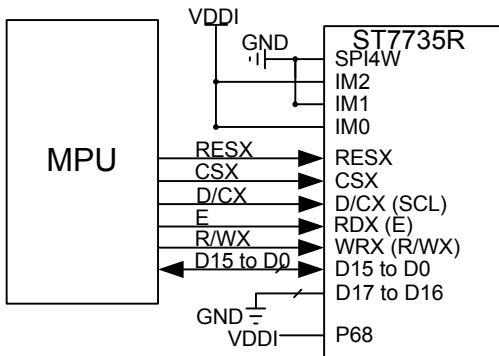 VDDI
GND
ST7735R
SPI4W
IM2
IM1
IM0
MPU
RESX
RESX
CSX
CSX
D/CX
D/CX (SCL)
E
RDX (E)
R/WX
WRX (R/WX)
D15 to D0
D15 to D0
D17 to D16
GND
VDDI
P68